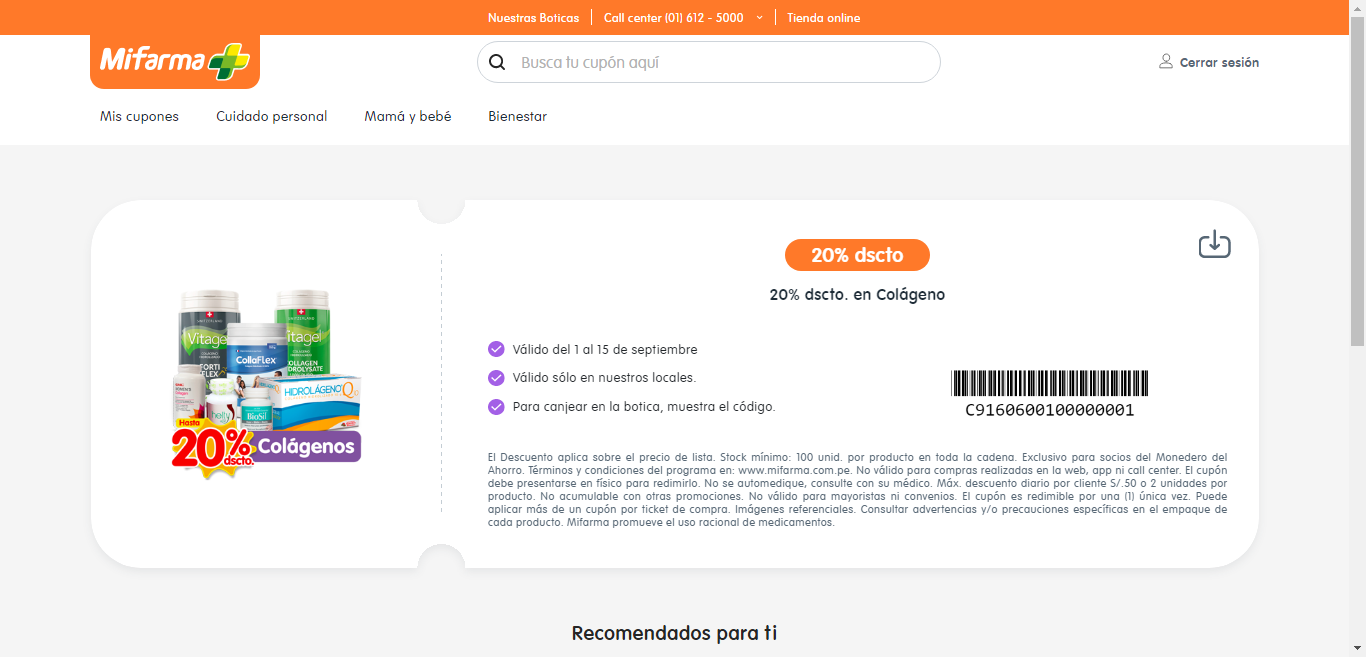 Nuestras Boticas
Call center (01) 612 - 5000
Tienda online
Mifarma
Busca tu cupón aquí
Cerrar sesión
Mis cupones
Cuidado personal
Mamá y bebé
Bienestar
Vitagel
CollaFlex
HIDROLÁGENO Q10
BioSil
Hasta
20% dscto.
Colágenos
20% dscto
20% dscto. en Colágeno
Válido del 1 al 15 de septiembre
Válido sólo en nuestros locales.
Para canjear en la botica, muestra el código.
C9160600100000001
El Descuento aplica sobre el precio de lista. Stock mínimo: 100 unid. por producto en toda la cadena. Exclusivo para socios del Monedero del
Ahorro. Términos y condiciones del programa en: www.mifarma.com.pe. No válido para compras realizadas en la web, app ni call center. El cupón
debe presentarse en físico para redimirlo. No se automedique, consulte con su médico. Máx. descuento diario por cliente S/.50 o 2 unidades por
producto. No acumulable con otras promociones. No válido para mayoristas ni convenios. El cupón es redimible por una (1) única vez. Puede
aplicar más de un cupón por ticket de compra. Imágenes referenciales. Consultar advertencias y/o precauciones específicas en el empaque de
cada producto. Mifarma promueve el uso racional de medicamentos.
Recomendados para ti